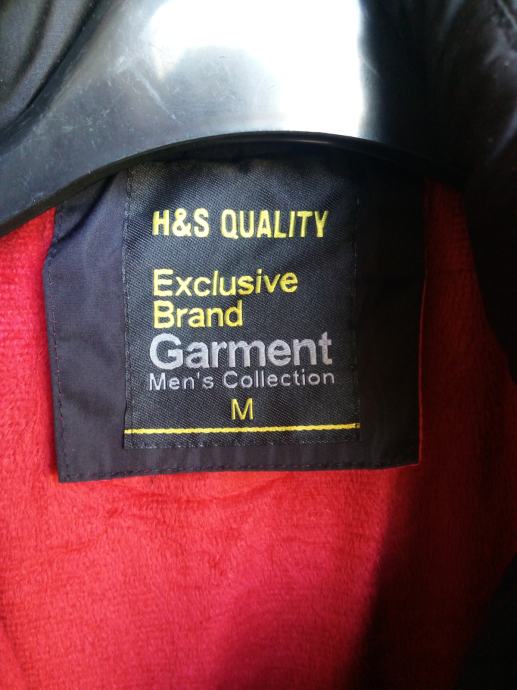 H&S QUALITY
Exclusive
Brand
Garment
Men's Collection
M